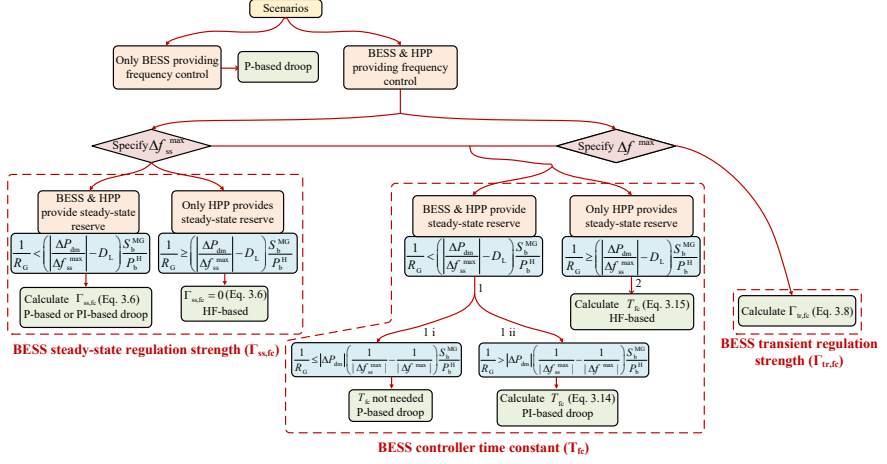 Scenarios
Only BESS providing
frequency control
P-based droop
BESS & HPP
providing frequency
control
Specify Δf_ss^max
Specify Δf^max
BESS & HPP
provide steady-state
reserve
Only HPP provides
steady-state reserve
1/R_G < (|ΔP_dm/Δf_ss^max| − D_L) S_b^MG/P_b^H
1/R_G ≥ (|ΔP_dm/Δf_ss^max| − D_L) S_b^MG/P_b^H
Calculate Γ_ss,fc (Eq. 3.6)
P-based or PI-based droop
Γ_ss,fc = 0 (Eq. 3.6)
HF-based
BESS steady-state regulation strength (Γ_ss,fc)
BESS & HPP provide
steady-state reserve
Only HPP provides
steady-state reserve
1/R_G < (|ΔP_dm/Δf_ss^max| − D_L) S_b^MG/P_b^H
1/R_G ≥ (|ΔP_dm/Δf_ss^max| − D_L) S_b^MG/P_b^H
1
2
Calculate T_fc (Eq. 3.15)
HF-based
1 i
1 ii
1/R_G ≤ |ΔP_dm| (1/|Δf_ss^max| − 1/|Δf^max|) S_b^MG/P_b^H
1/R_G > |ΔP_dm| (1/|Δf_ss^max| − 1/|Δf^max|) S_b^MG/P_b^H
T_fc not needed
P-based droop
Calculate T_fc (Eq. 3.14)
PI-based droop
BESS controller time constant (T_fc)
Calculate Γ_tr,fc (Eq. 3.8)
BESS transient regulation
strength (Γ_tr,fc)